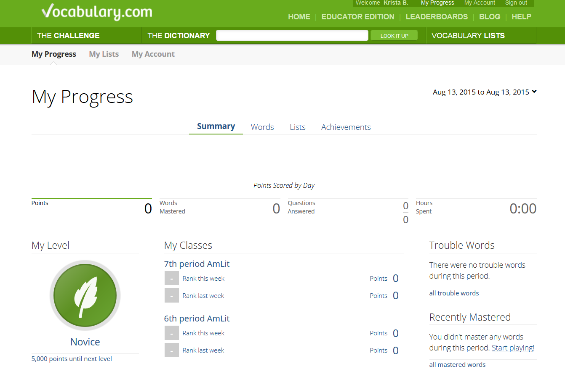 Vocabulary.com
Welcome Krista B. My Progress My Account Sign out
HOME | EDUCATOR EDITION | LEADERBOARDS | BLOG | HELP
THE CHALLENGE THE DICTIONARY LOOK IT UP VOCABULARY LISTS
My Progress My Lists My Account
My Progress
Aug 13, 2015 to Aug 13, 2015
Summary Words Lists Achievements
Points Scored by Day
Points 0
Words Mastered 0
Questions Answered 0 0
Hours Spent 0:00
My Level
Novice
5,000 points until next level
My Classes
7th period AmLit
- Rank this week Points 0
- Rank last week Points 0
6th period AmLit
- Rank this week Points 0
- Rank last week Points 0
Trouble Words
There were no trouble words
during this period.
all trouble words
Recently Mastered
You didn't master any words
during this period. Start playing!
all mastered words